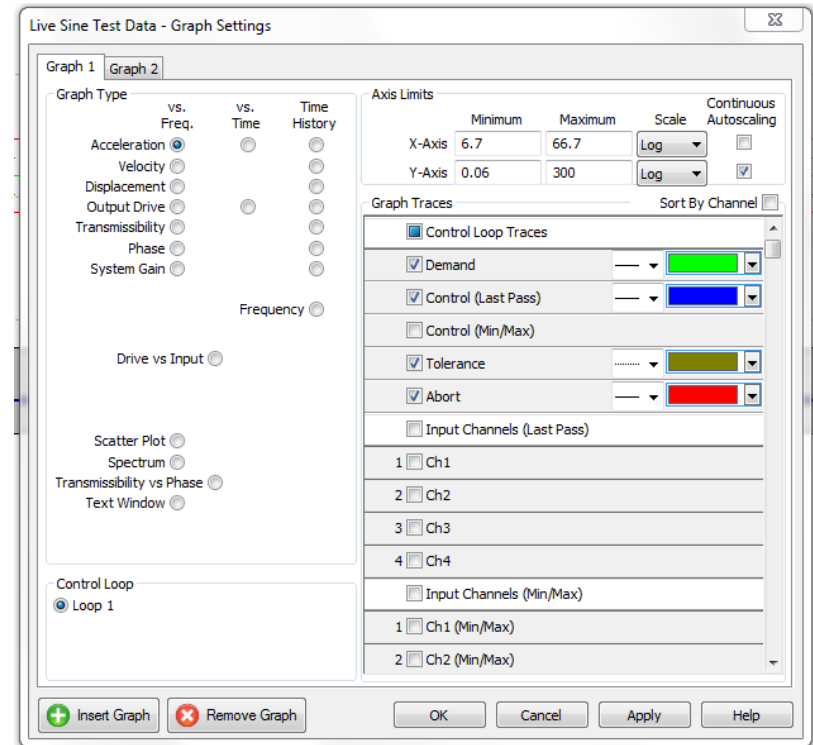 Live Sine Test Data - Graph Settings
Graph 1 Graph 2
Graph Type
vs. Freq. vs. Time Time History
Acceleration
Velocity
Displacement
Output Drive
Transmissibility
Phase
System Gain
Frequency
Drive vs Input
Scatter Plot
Spectrum
Transmissibility vs Phase
Text Window
Control Loop
Loop 1
Axis Limits
Minimum Maximum Scale Continuous Autoscaling
X-Axis 6.7 66.7 Log
Y-Axis 0.06 300 Log
Graph Traces Sort By Channel
Control Loop Traces
Demand
Control (Last Pass)
Control (Min/Max)
Tolerance
Abort
Input Channels (Last Pass)
1 Ch1
2 Ch2
3 Ch3
4 Ch4
Input Channels (Min/Max)
1 Ch1 (Min/Max)
2 Ch2 (Min/Max)
Insert Graph Remove Graph OK Cancel Apply Help